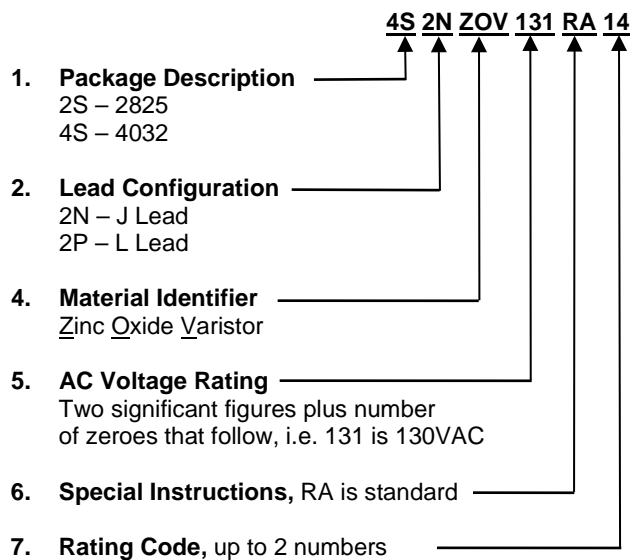 4S 2N ZOV 131 RA 14
1. Package Description
2S – 2825
4S – 4032
2. Lead Configuration
2N – J Lead
2P – L Lead
4. Material Identifier
Zinc Oxide Varistor
5. AC Voltage Rating
Two significant figures plus number
of zeroes that follow, i.e. 131 is 130VAC
6. Special Instructions, RA is standard
7. Rating Code, up to 2 numbers